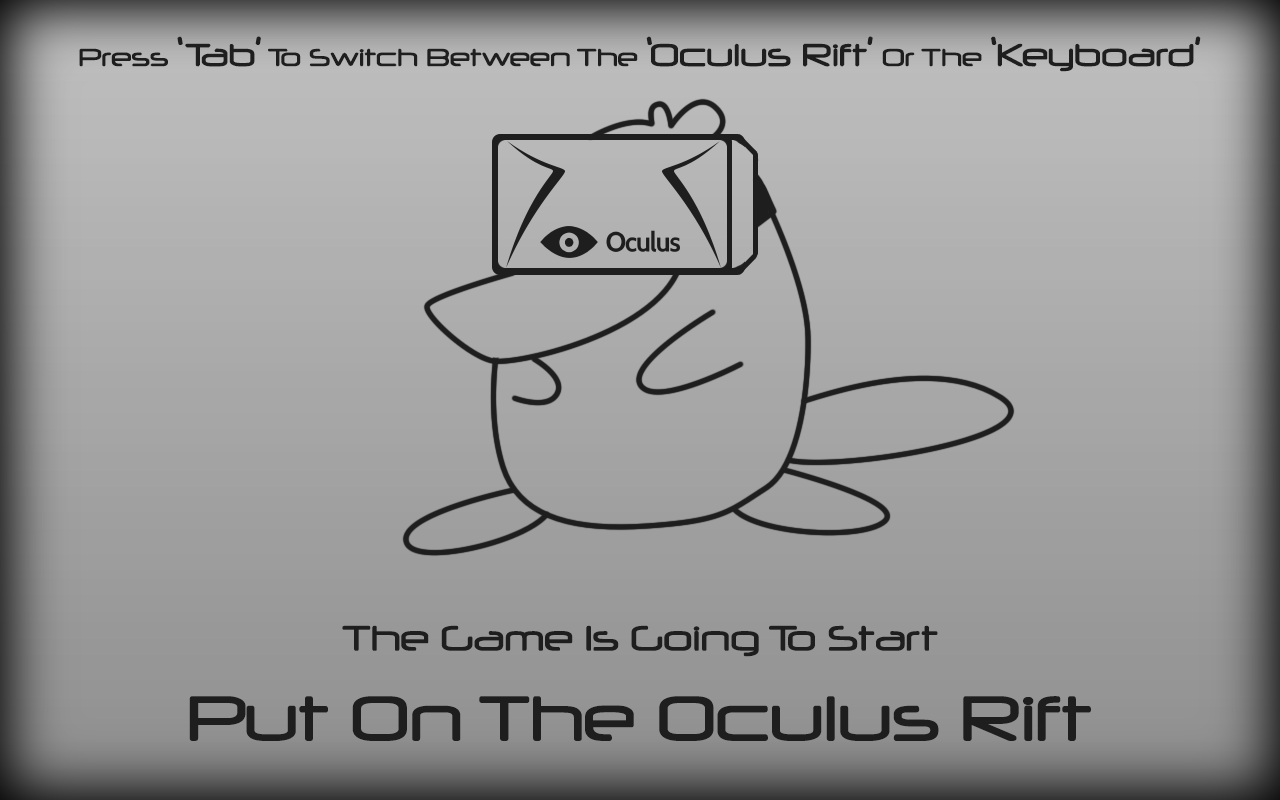 Press 'Tab' To Switch Between The 'Oculus Rift' Or The 'Keyboard'
Oculus
The Game Is Going To Start
Put On The Oculus Rift